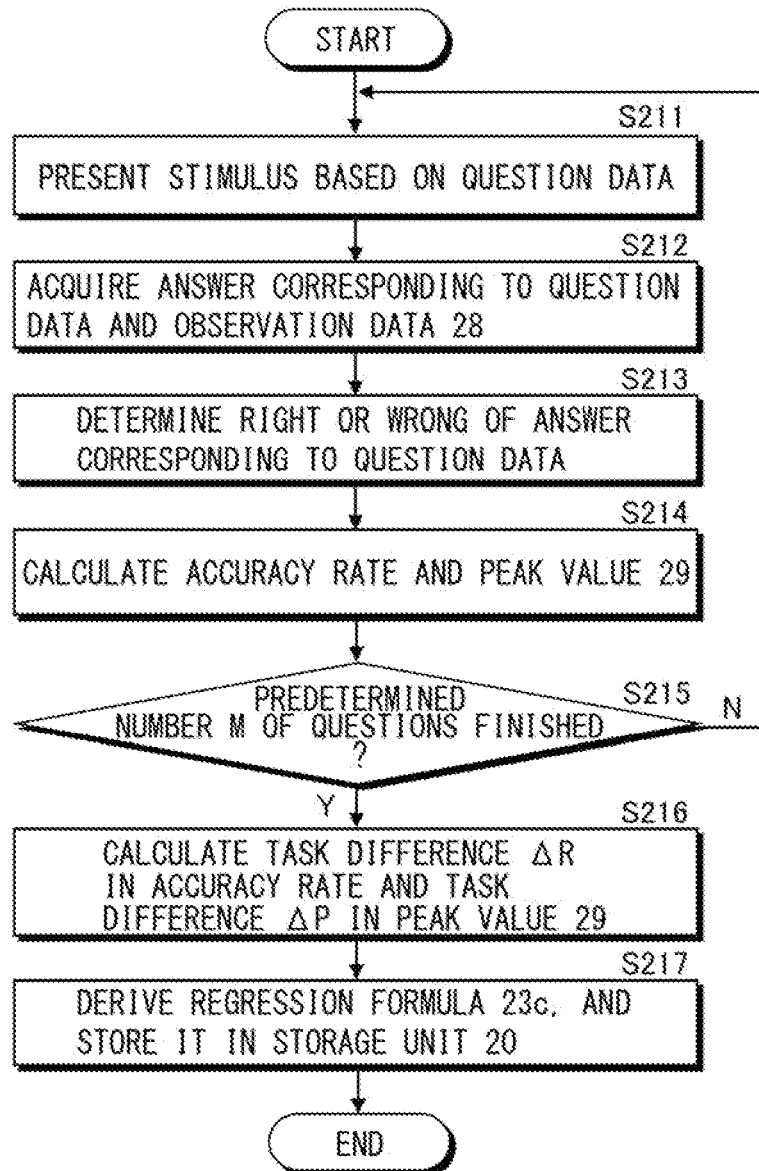 START
S211
PRESENT STIMULUS BASED ON QUESTION DATA
S212
ACQUIRE ANSWER CORRESPONDING TO QUESTION
DATA AND OBSERVATION DATA 28
S213
DETERMINE RIGHT OR WRONG OF ANSWER
CORRESPONDING TO QUESTION DATA
S214
CALCULATE ACCURACY RATE AND PEAK VALUE 29
S215
PREDETERMINED
NUMBER M OF QUESTIONS FINISHED
?
N
Y
S216
CALCULATE TASK DIFFERENCE ΔR
IN ACCURACY RATE AND TASK
DIFFERENCE ΔP IN PEAK VALUE 29
S217
DERIVE REGRESSION FORMULA 23c, AND
STORE IT IN STORAGE UNIT 20
END